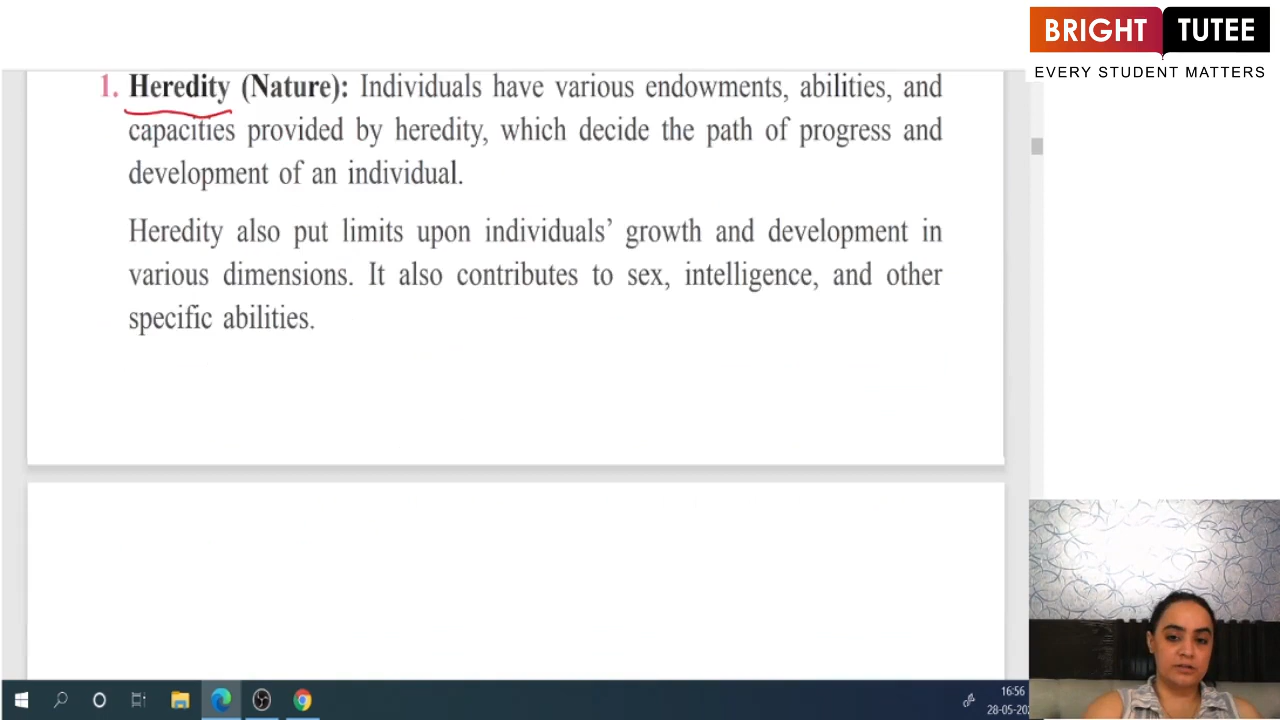 BRIGHT TUTEE
EVERY STUDENT MATTERS
1. Heredity (Nature): Individuals have various endowments, abilities, and
capacities provided by heredity, which decide the path of progress and
development of an individual.
Heredity also put limits upon individuals’ growth and development in
various dimensions. It also contributes to sex, intelligence, and other
specific abilities.
16:56
28-05-20